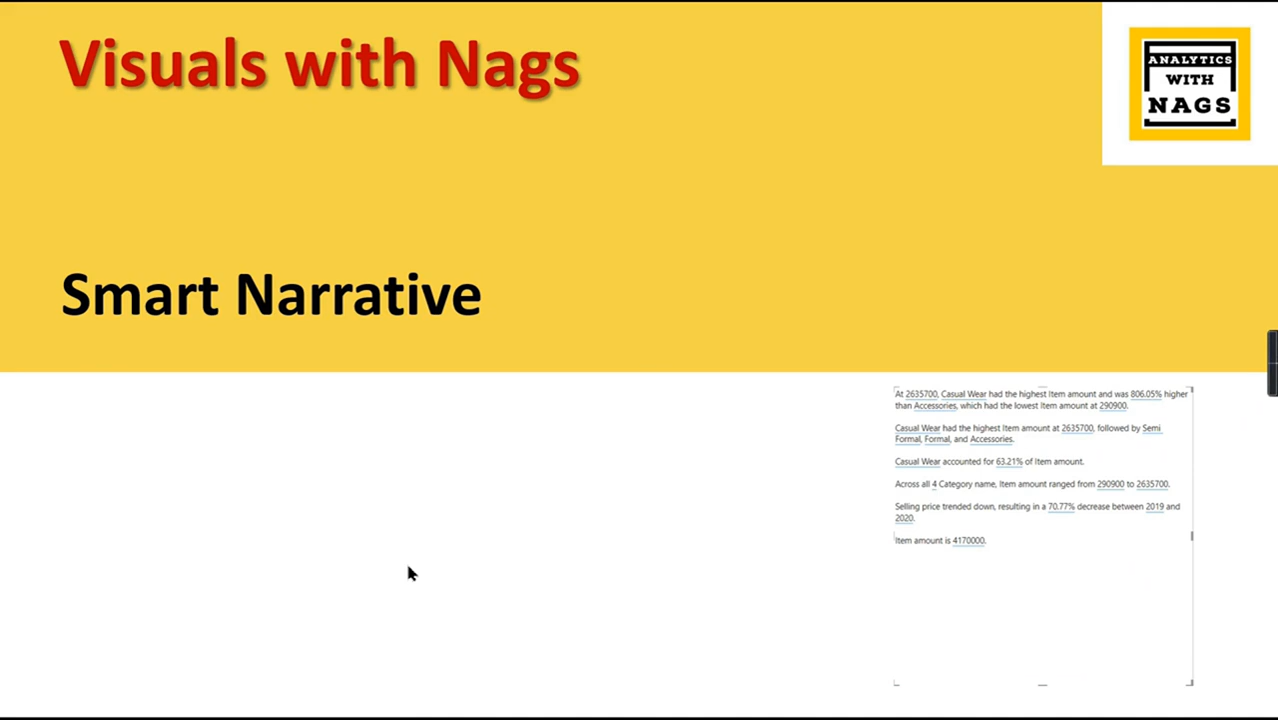 Visuals with Nags
ANALYTICS
WITH
NAGS
Smart Narrative
At 2635700, Casual Wear had the highest Item amount and was 806.05% higher
than Accessories, which had the lowest Item amount at 290900.
Casual Wear had the highest Item amount at 2635700, followed by Semi
Formal, Formal, and Accessories.
Casual Wear accounted for 63.21% of Item amount.
Across all 4 Category name, Item amount ranged from 290900 to 2635700.
Selling price trended down, resulting in a 70.77% decrease between 2019 and
2020.
Item amount is 4170000.